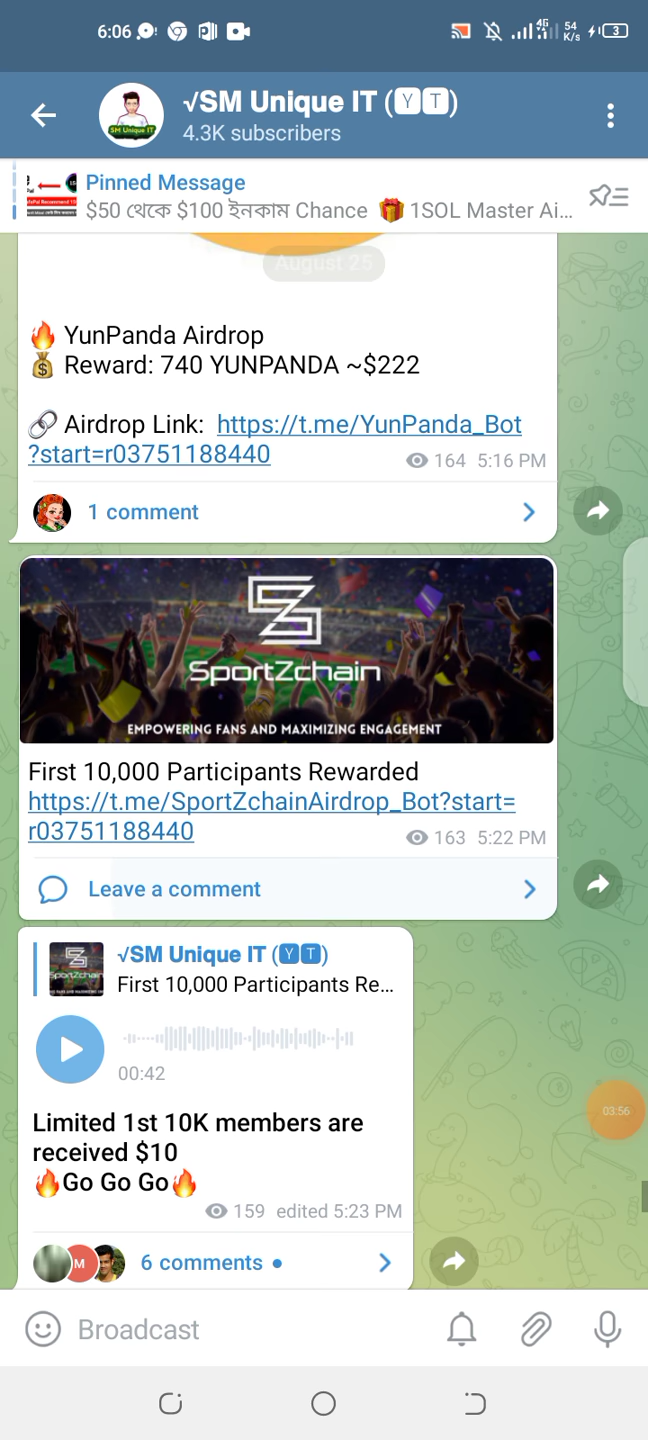 6:06
4G
54
K/s
3
√SM Unique IT (🆈🆃)
4.3K subscribers
Pinned Message
$50 থেকে $100 ইনকাম Chance 🎁 1SOL Master Ai...
August 25
🔥 YunPanda Airdrop
💰 Reward: 740 YUNPANDA ~$222
🔗 Airdrop Link: https://t.me/YunPanda_Bot
?start=r03751188440
164 5:16 PM
1 comment
SportZchain
EMPOWERING FANS AND MAXIMIZING ENGAGEMENT
First 10,000 Participants Rewarded
https://t.me/SportZchainAirdrop_Bot?start=
r03751188440
163 5:22 PM
Leave a comment
√SM Unique IT (🆈🆃)
First 10,000 Participants Re...
00:42
03:56
Limited 1st 10K members are
received $10
🔥Go Go Go🔥
159 edited 5:23 PM
M
6 comments
Broadcast